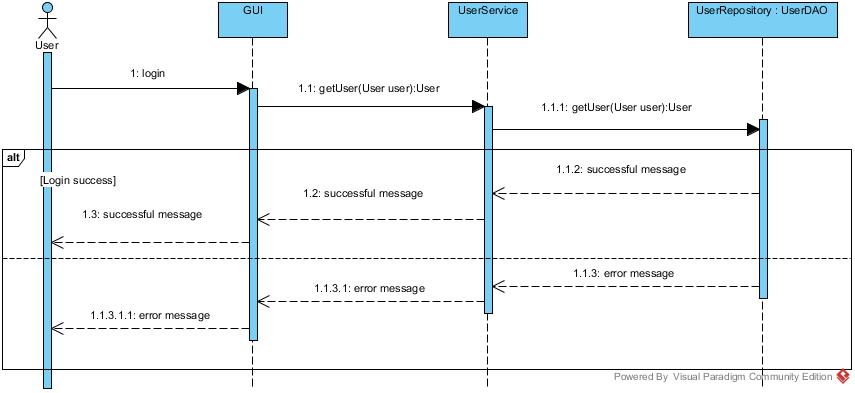 GUI
UserService
UserRepository : UserDAO
User
1: login
1.1: getUser(User user):User
1.1.1: getUser(User user):User
alt
[Login success]
1.1.2: successful message
1.2: successful message
1.3: successful message
1.1.3: error message
1.1.3.1: error message
1.1.3.1.1: error message
Powered By Visual Paradigm Community Edition